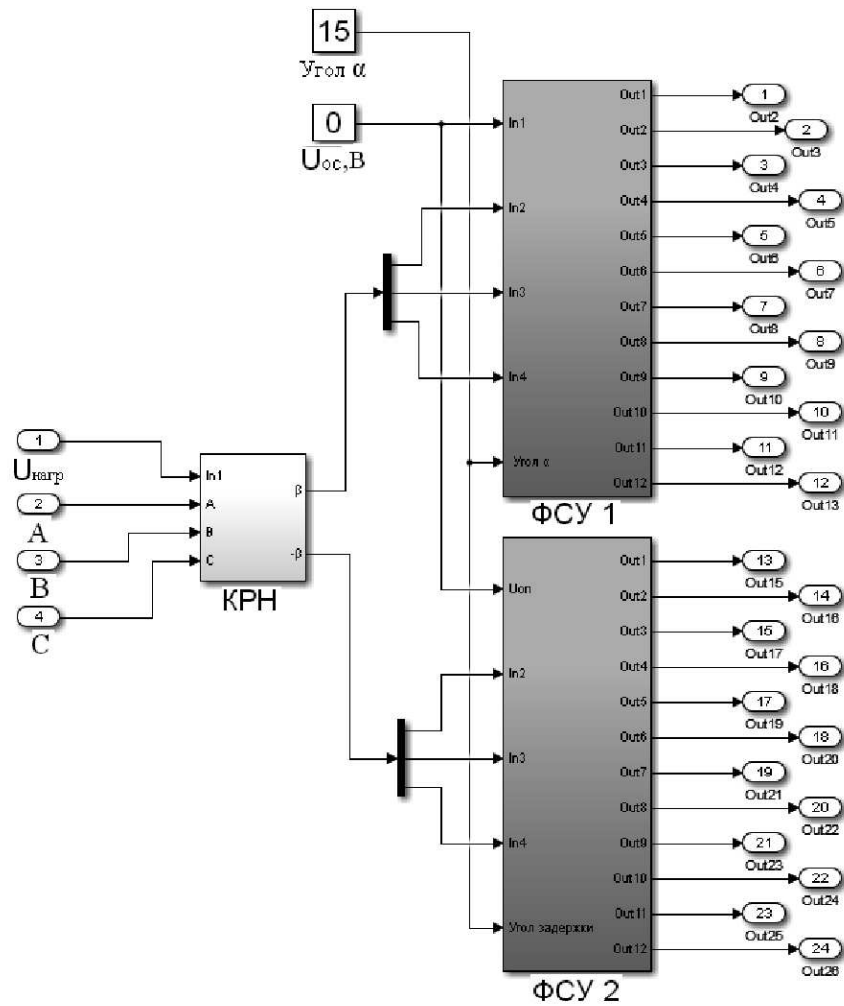 15
Угол α
0
Uос,В
1
Uнагр
2
A
3
B
4
C
In1
A
B
C
β
-β
КРН
In1
In2
In3
In4
Угол α
Out1
Out2
Out3
Out4
Out5
Out6
Out7
Out8
Out9
Out10
Out11
Out12
ФСУ 1
1
Out2
2
Out3
3
Out4
4
Out5
5
Out6
6
Out7
7
Out8
8
Out9
9
Out10
10
Out11
11
Out12
12
Out13
Uоп
In2
In3
In4
Угол задержки
Out1
Out2
Out3
Out4
Out5
Out6
Out7
Out8
Out9
Out10
Out11
Out12
ФСУ 2
13
Out15
14
Out16
15
Out17
16
Out18
17
Out19
18
Out20
19
Out21
20
Out22
21
Out23
22
Out24
23
Out25
24
Out26